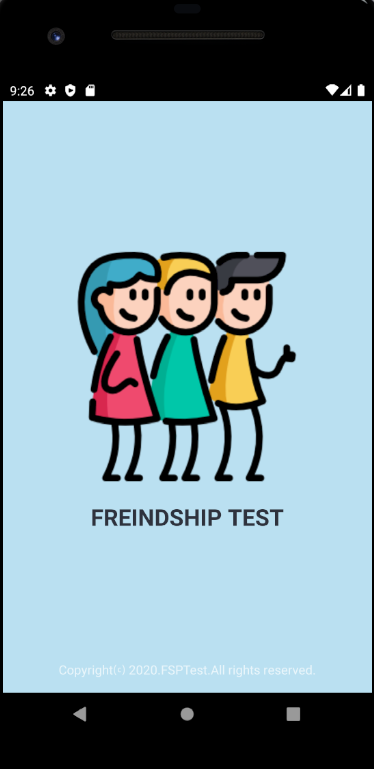 9:26
FREINDSHIP TEST
Copyright(c) 2020.FSPTest.All rights reserved.